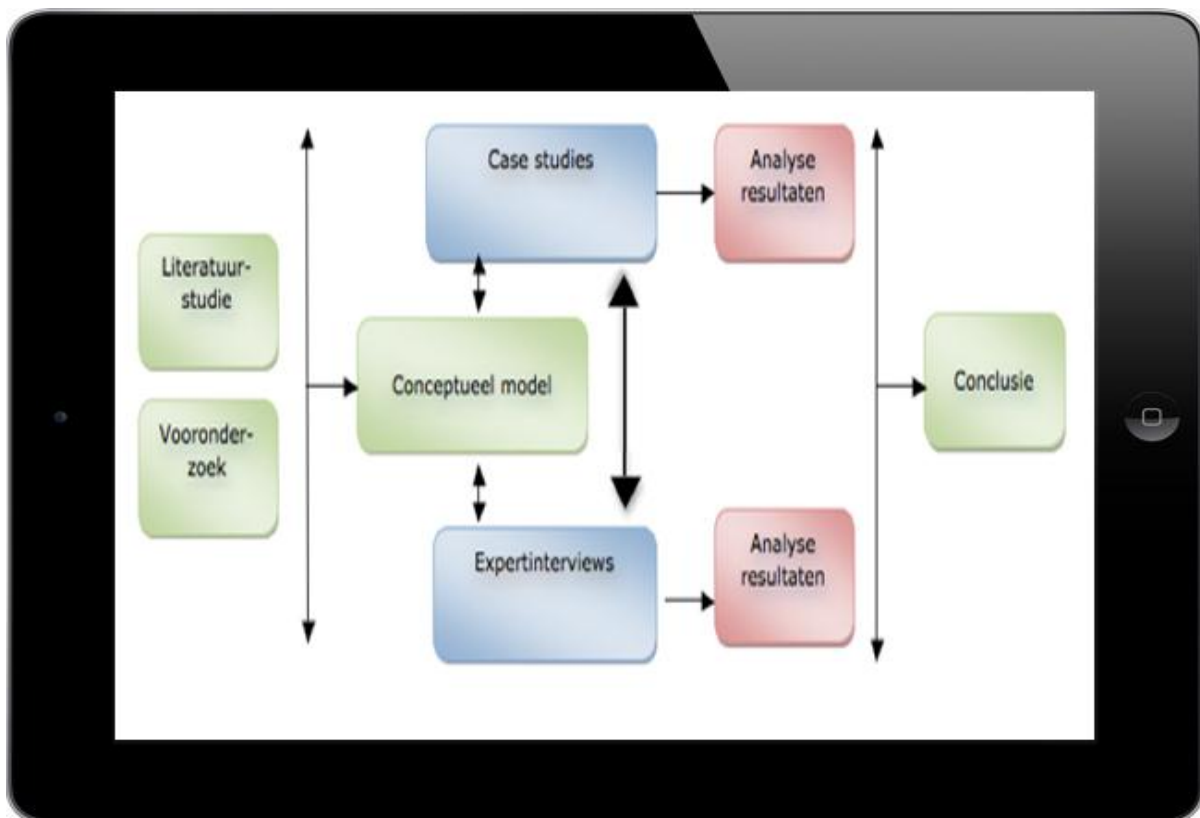 Literatuur-
studie
Vooronder-
zoek
Case studies
Conceptueel model
Expertinterviews
Analyse
resultaten
Analyse
resultaten
Conclusie